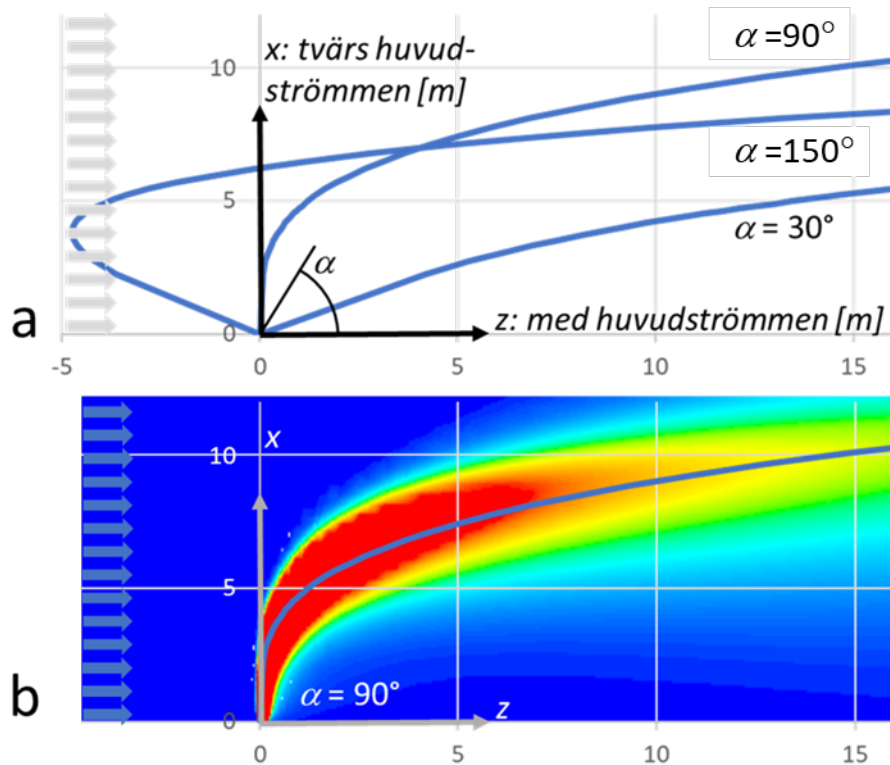 10
x: tvärs huvud-
strömmen [m]
α =90°
α =150°
α = 30°
5
α
a
0
z: med huvudströmmen [m]
-5 0 5 10 15
x
10
5
b
α = 90°
z
0
0 5 10 15